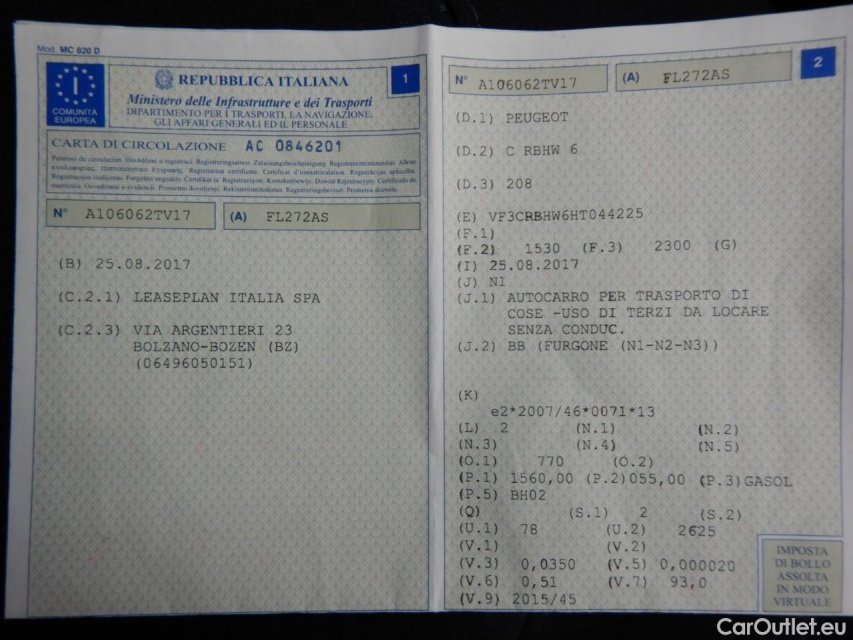 Mod. MC 820 D
COMUNITÀ
EUROPEA
I
REPUBBLICA ITALIANA
1
Ministero delle Infrastrutture e dei Trasporti
DIPARTIMENTO PER I TRASPORTI, LA NAVIGAZIONE,
GLI AFFARI GENERALI ED IL PERSONALE
CARTA DI CIRCOLAZIONE AC 0846201
N° A106062TV17 (A) FL272AS
(B) 25.08.2017
(C.2.1) LEASEPLAN ITALIA SPA
(C.2.3) VIA ARGENTIERI 23
BOLZANO-BOZEN (BZ)
(06496050151)
N° A106062TV17 (A) FL272AS
2
(D.1) PEUGEOT
(D.2) C RBHW 6
(D.3) 208
(E) VF3CRBHW6HT044225
(F.1)
(F.2) 1530 (F.3) 2300 (G)
(I) 25.08.2017
(J) N1
(J.1) AUTOCARRO PER TRASPORTO DI
COSE -USO DI TERZI DA LOCARE
SENZA CONDUC.
(J.2) BB (FURGONE (N1-N2-N3))
(K)
e2*2007/46*0071*13
(L) 2 (N.1) (N.2)
(N.3) (N.4) (N.5)
(O.1) 770 (O.2)
(P.1) 1560,00 (P.2)055,00 (P.3)GASOL
(P.5) BH02
(Q) (S.1) 2 (S.2)
(U.1) 78 (U.2) 2625
(V.1) (V.2)
(V.3) 0,0350 (V.5) 0,000020
(V.6) 0,51 (V.7) 93,0
(V.9) 2015/45
IMPOSTA
DI BOLLO
ASSOLTA
IN MODO
VIRTUALE
CarOutlet.eu